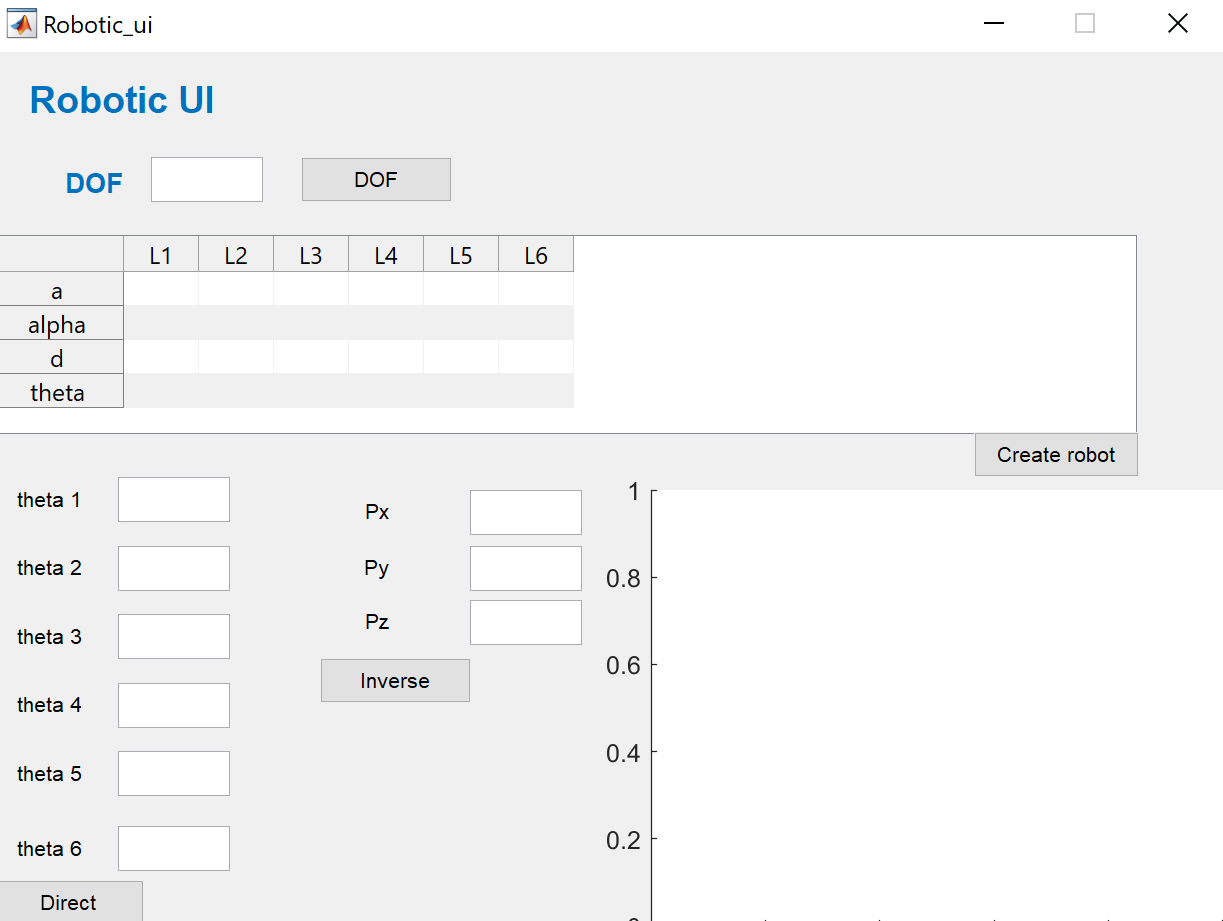 Robotic_ui
Robotic UI
DOF DOF
L1 L2 L3 L4 L5 L6
a
alpha
d
theta
Create robot
theta 1
theta 2
theta 3
theta 4
theta 5
theta 6
Direct
Px
Py
Pz
Inverse
1
0.8
0.6
0.4
0.2